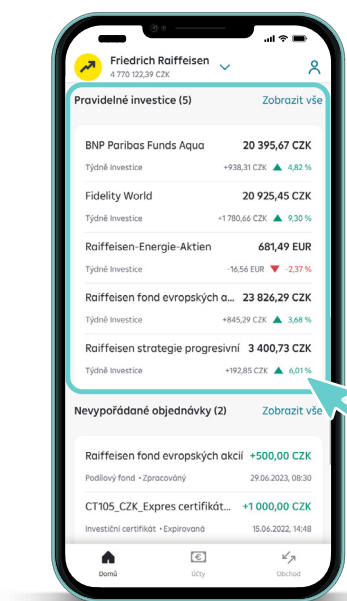 Friedrich Raiffeisen
4 770 122,39 CZK
Pravidelné investice (5) Zobrazit vše
BNP Paribas Funds Aqua 20 395,67 CZK
Týdně Investice +938,31 CZK ▲ 4,82 %
Fidelity World 20 925,45 CZK
Týdně Investice +1 780,66 CZK ▲ 9,30 %
Raiffeisen-Energie-Aktien 681,49 EUR
Týdně Investice -16,56 EUR ▼ -2,37 %
Raiffeisen fond evropských a... 23 826,29 CZK
Týdně Investice +845,29 CZK ▲ 3,68 %
Raiffeisen strategie progresivní 3 400,73 CZK
Týdně Investice +192,85 CZK ▲ 6,01 %
Nevypořádané objednávky (2) Zobrazit vše
Raiffeisen fond evropských akcií +500,00 CZK
Podílový fond • Zpracováný 29.06.2023, 08:30
CT105_CZK_Expres certifikát... +1 000,00 CZK
Investiční certifikát • Expirovaná 15.06.2022, 14:48
Domů Účty Obchod